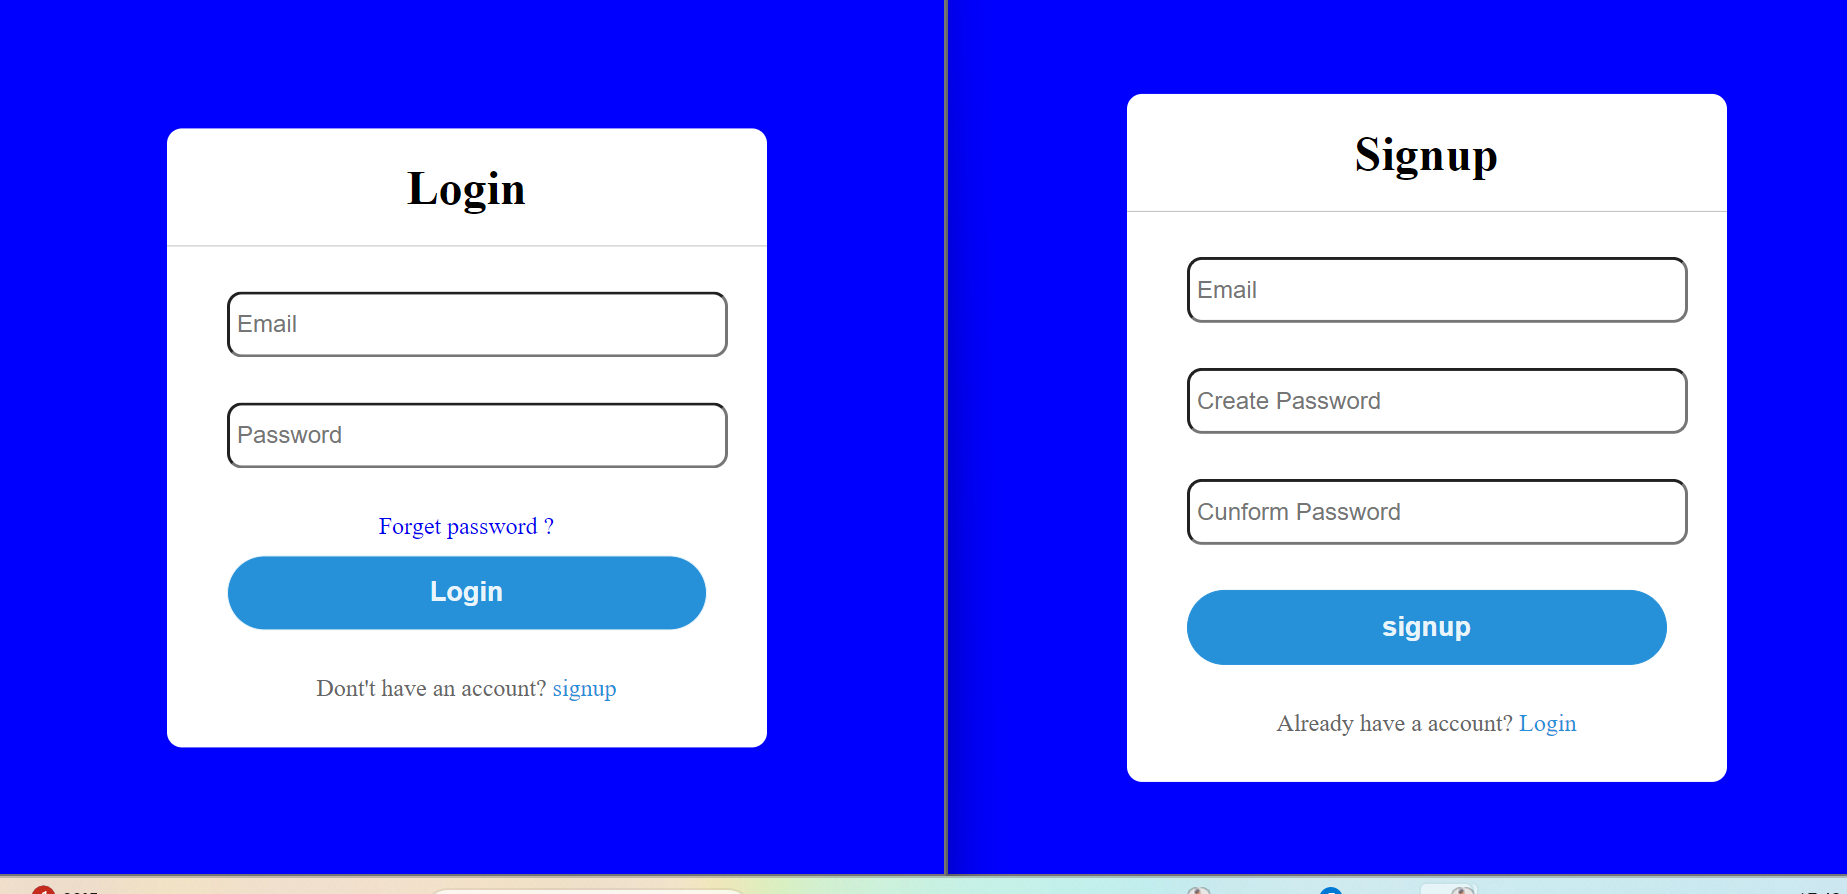 Login
Email
Password
Forget password ?
Login
Dont't have an account? signup
Signup
Email
Create Password
Cunform Password
signup
Already have a account? Login